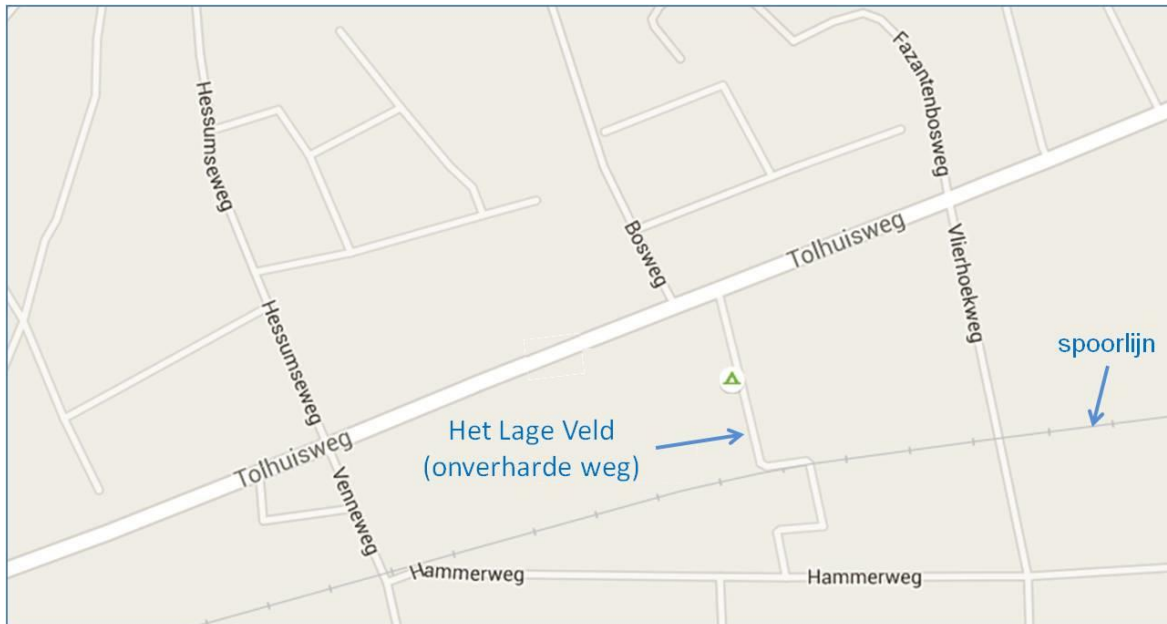 Fazantenbosweg
Hessumseweg
Bosweg
Tolhuisweg
Vlierhoekweg
Hessumseweg
spoorlijn
Het Lage Veld
(onverharde weg)
Tolhuisweg
Venneweg
Hammerweg
Hammerweg